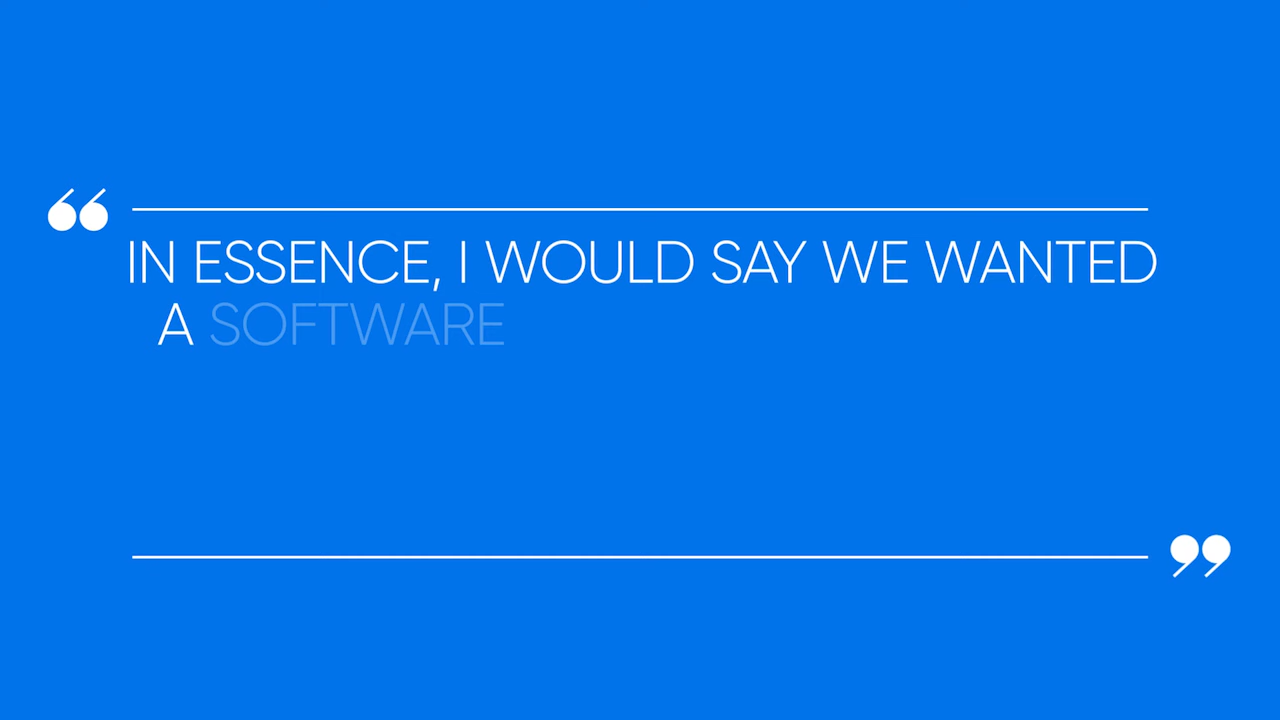 “
IN ESSENCE, I WOULD SAY WE WANTED
A SOFTWARE
”